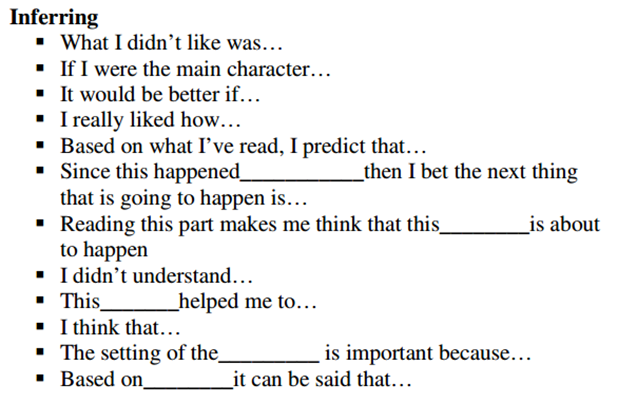 Inferring
▪ What I didn’t like was…
▪ If I were the main character…
▪ It would be better if…
▪ I really liked how…
▪ Based on what I’ve read, I predict that…
▪ Since this happened___________then I bet the next thing
that is going to happen is…
▪ Reading this part makes me think that this________is about
to happen
▪ I didn’t understand…
▪ This_______helped me to…
▪ I think that…
▪ The setting of the_________ is important because…
▪ Based on________it can be said that…